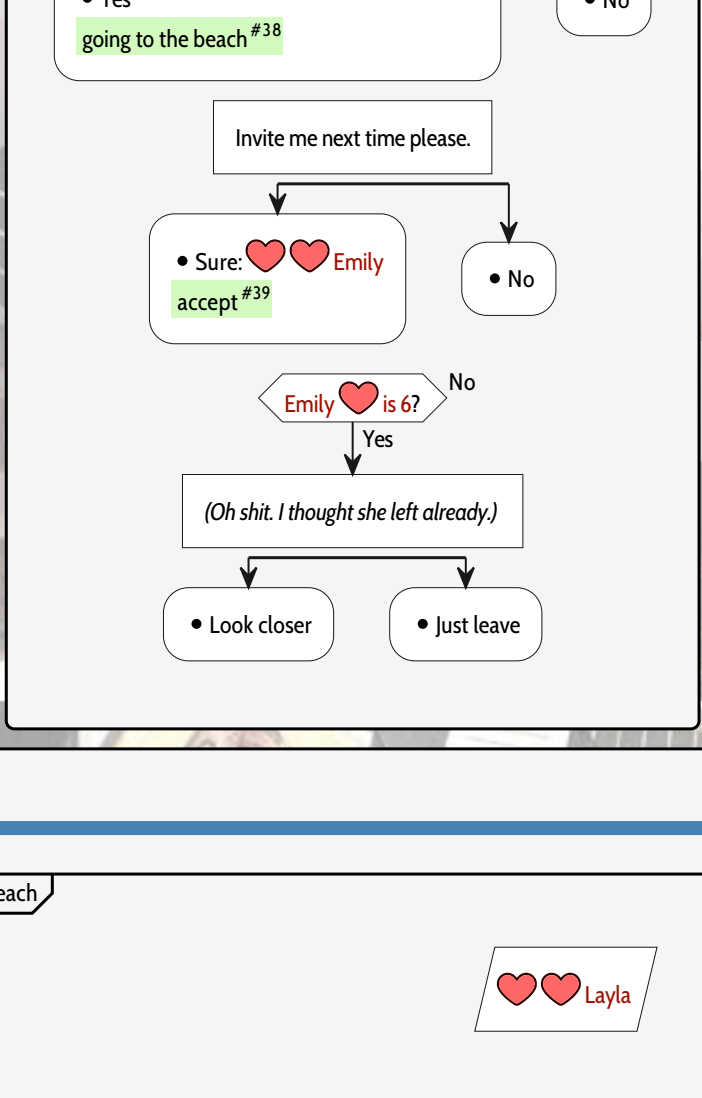 Yes
No
going to the beach #38
Invite me next time please.
• Sure: Emily
accept #39
• No
Emily is 6?
No
Yes
(Oh shit. I thought she left already.)
• Look closer
• Just leave
each
Layla